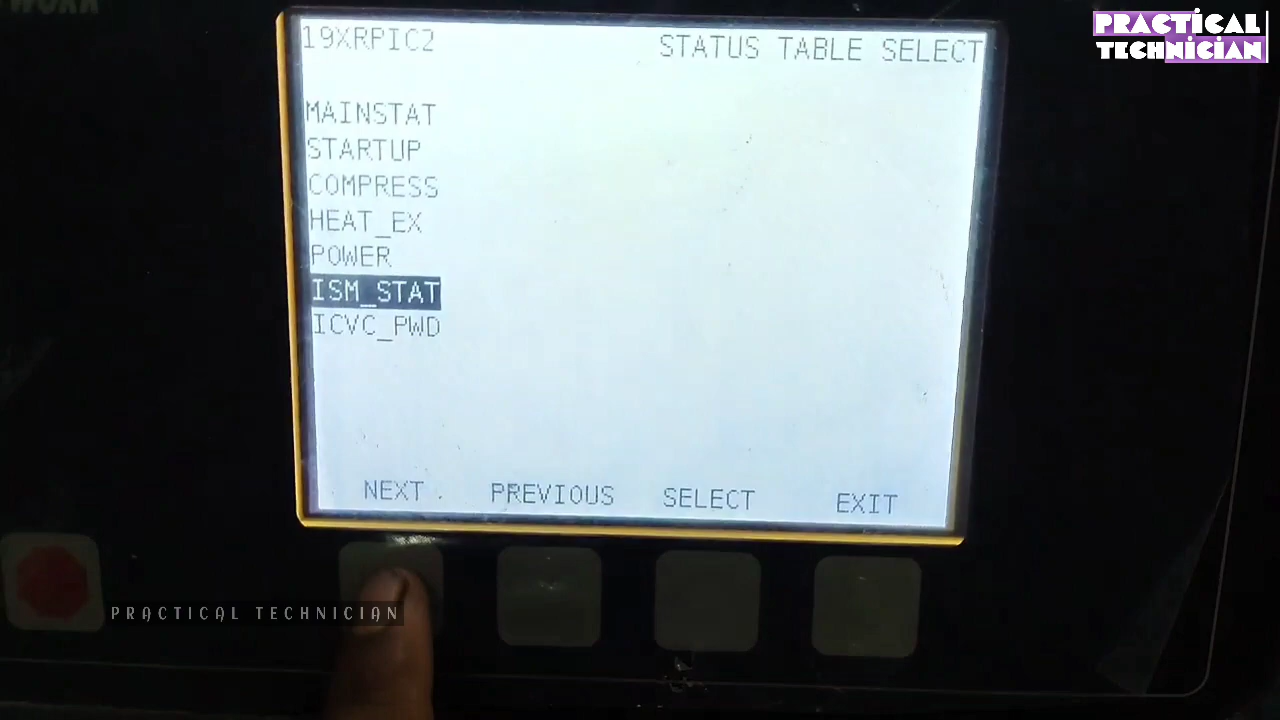 PRACTICAL
TECHNICIAN
19XRPIC2
STATUS TABLE SELECT
MAINSTAT
STARTUP
COMPRESS
HEAT_EX
POWER
ISM_STAT
ICVC_PWD
NEXT PREVIOUS SELECT EXIT
PRACTICAL TECHNICIAN